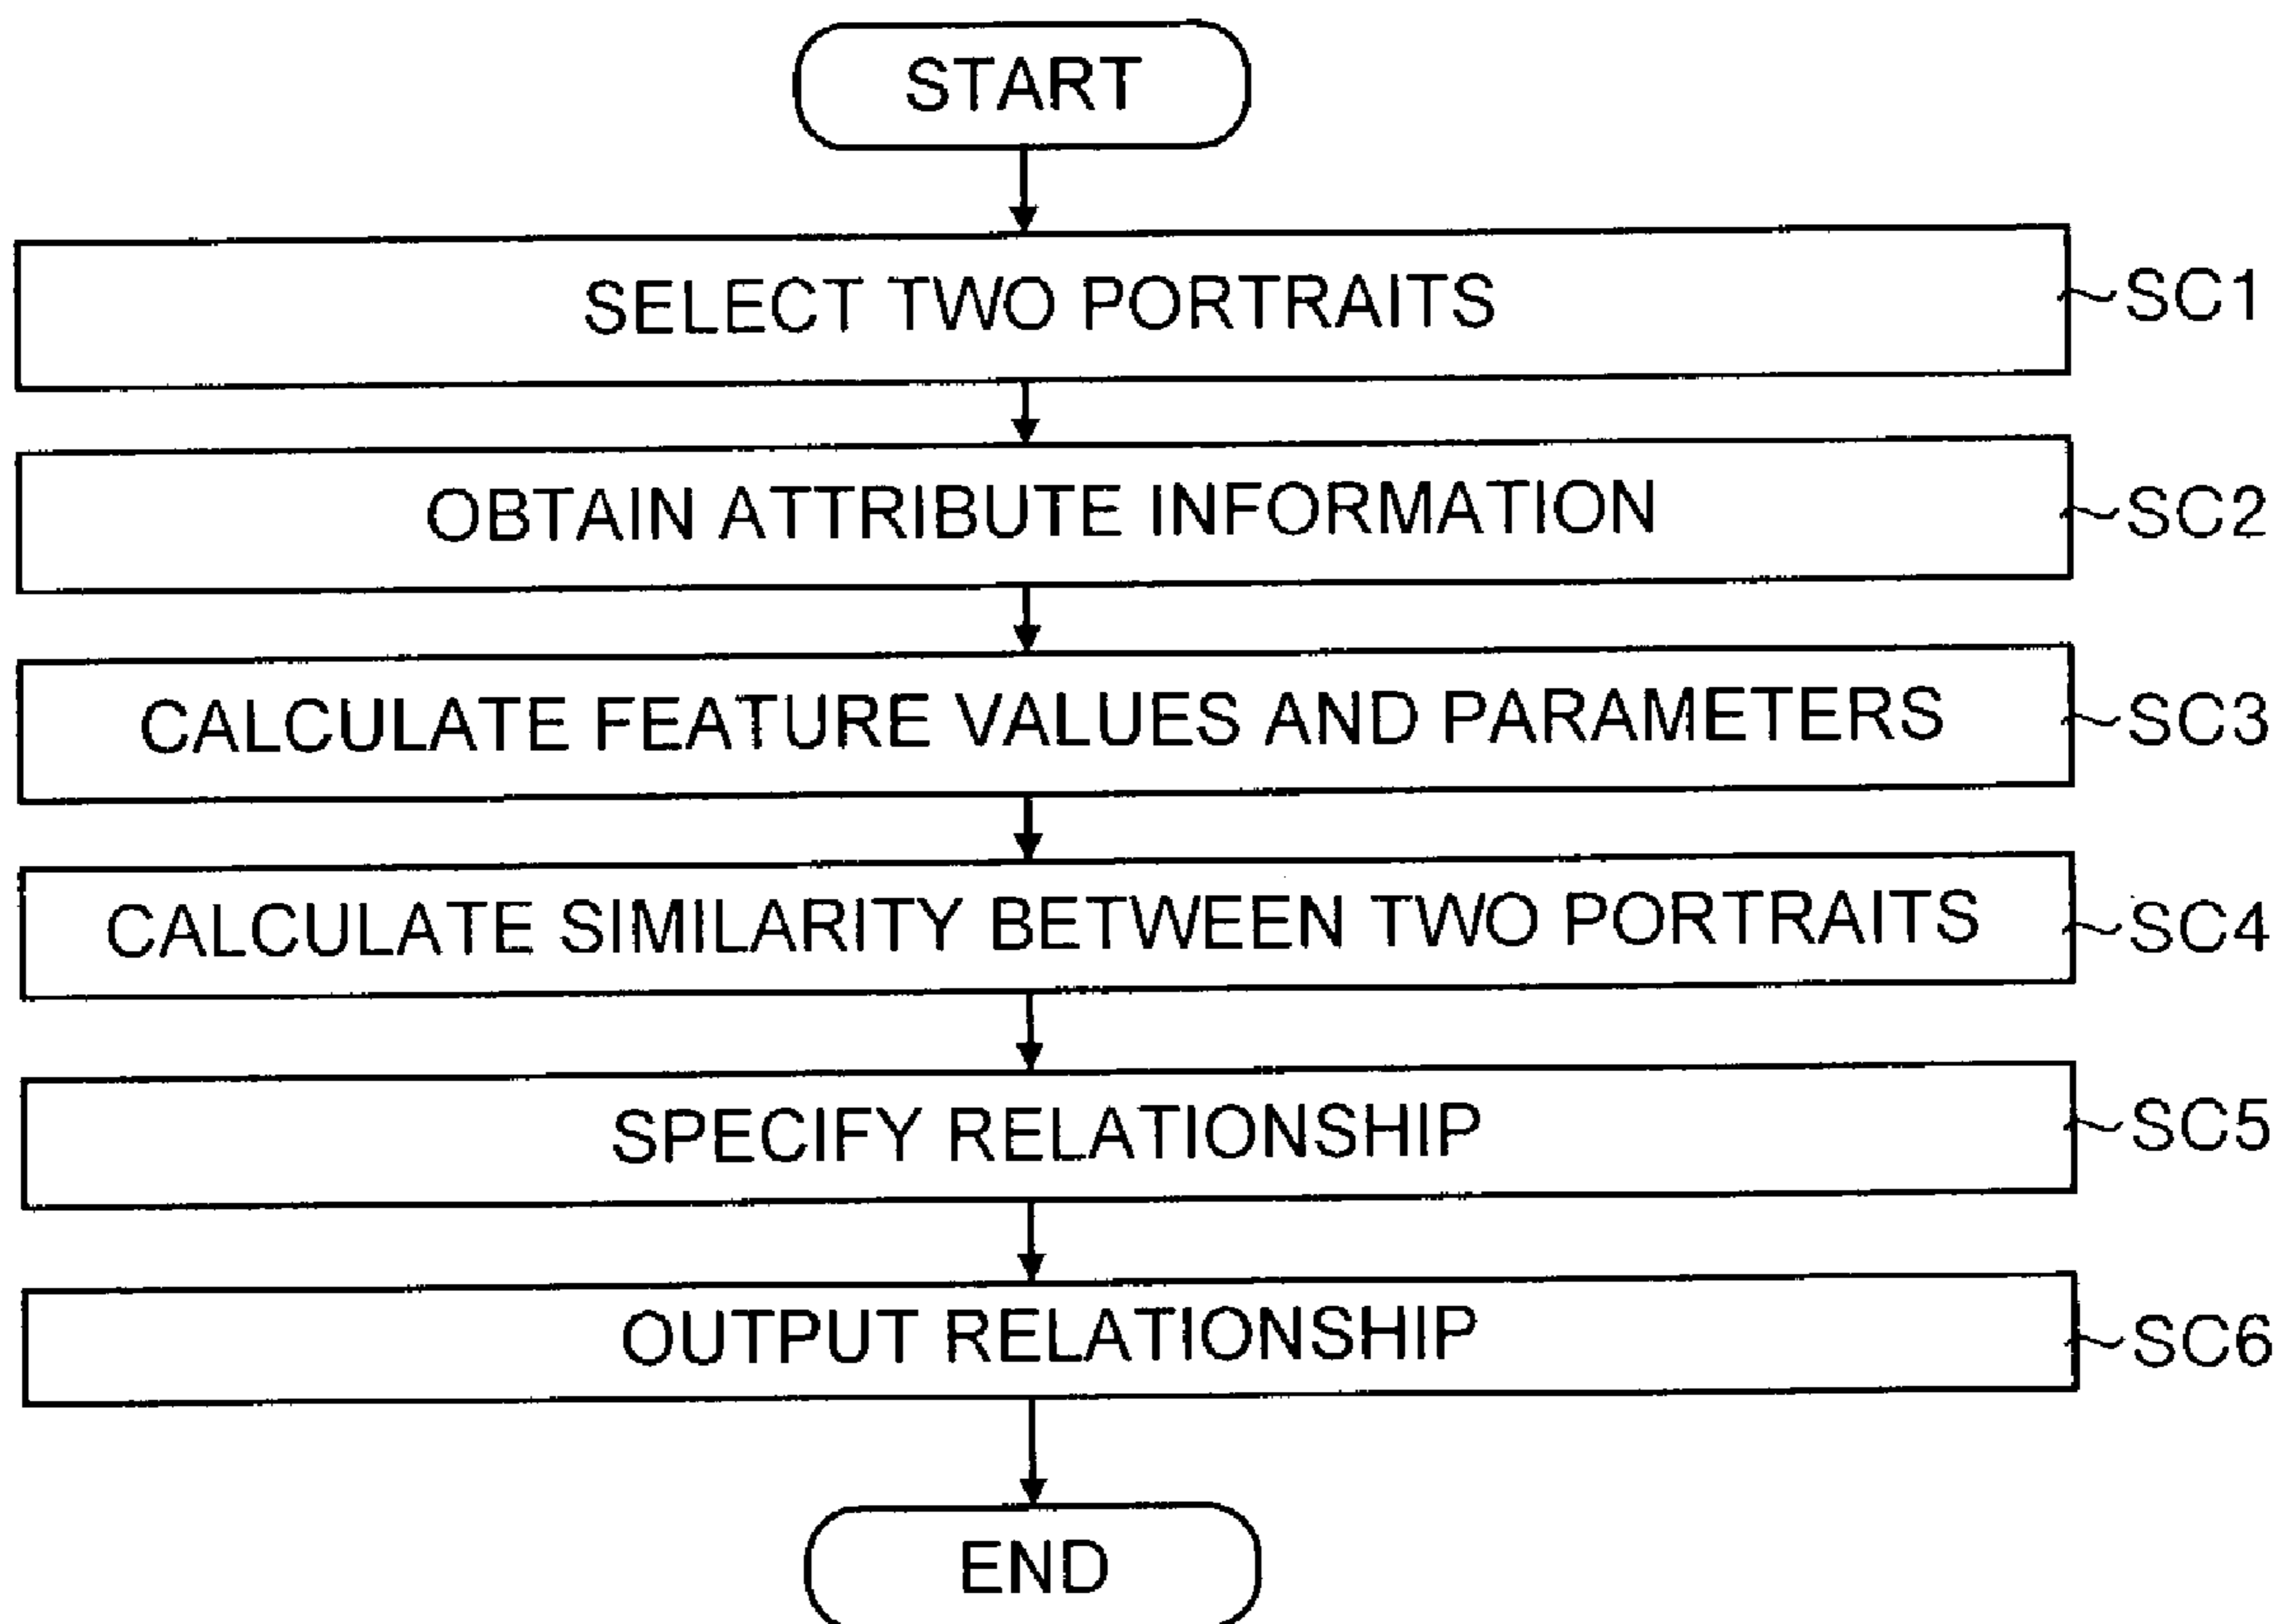 START
SELECT TWO PORTRAITS SC1
OBTAIN ATTRIBUTE INFORMATION SC2
CALCULATE FEATURE VALUES AND PARAMETERS SC3
CALCULATE SIMILARITY BETWEEN TWO PORTRAITS SC4
SPECIFY RELATIONSHIP SC5
OUTPUT RELATIONSHIP SC6
END